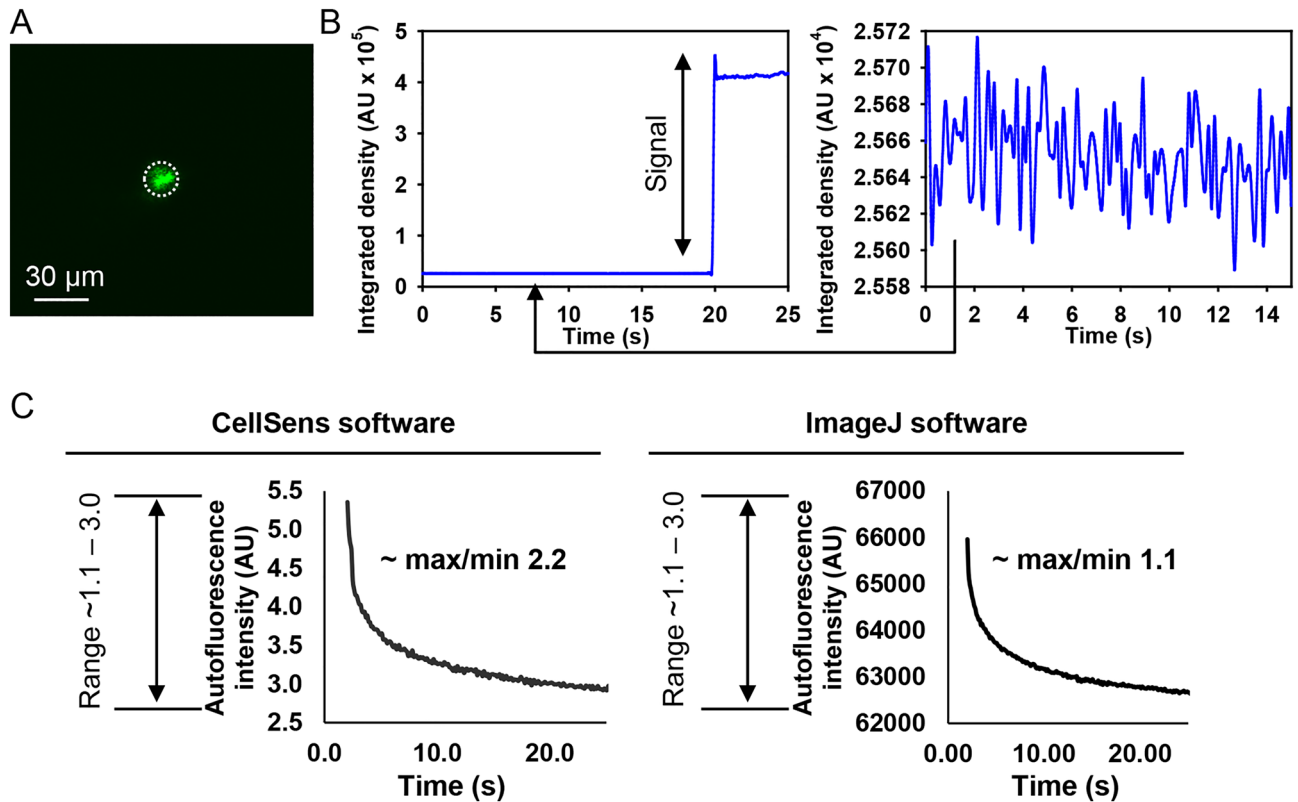 A
30 µm
B
Integrated density (AU x 10⁵)
5
4
3
2
1
0
Signal
0 5 10 15 20 25
Time (s)
Integrated density (AU x 10⁴)
2.572
2.570
2.568
2.566
2.564
2.562
2.560
2.558
0 2 4 6 8 10 12 14
Time (s)
C
CellSens software
Range ~1.1 – 3.0
Autofluorescence
intensity (AU)
5.5
5.0
4.5
4.0
3.5
3.0
2.5
~ max/min 2.2
0.0 10.0 20.0
Time (s)
ImageJ software
Range ~1.1 – 3.0
Autofluorescence
intensity (AU)
67000
66000
65000
64000
63000
62000
~ max/min 1.1
0.00 10.00 20.00
Time (s)